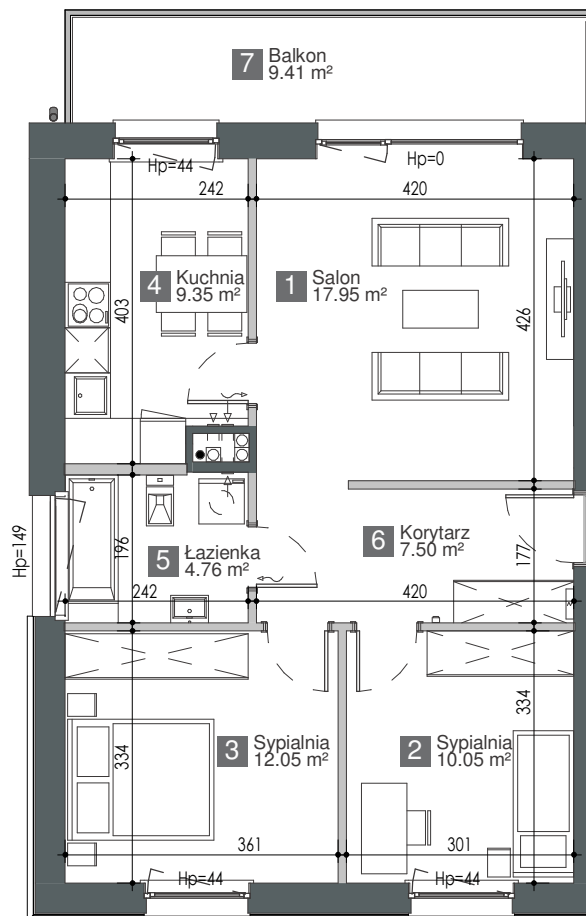 7 Balkon
9.41 m²
Hp=44
Hp=0
242
420
4 Kuchnia
9.35 m²
1 Salon
17.95 m²
403
426
Hp=149
196
5 Łazienka
4.76 m²
6 Korytarz
7.50 m²
177
242
420
334
3 Sypialnia
12.05 m²
2 Sypialnia
10.05 m²
334
361
301
Hp=44
Hp=44